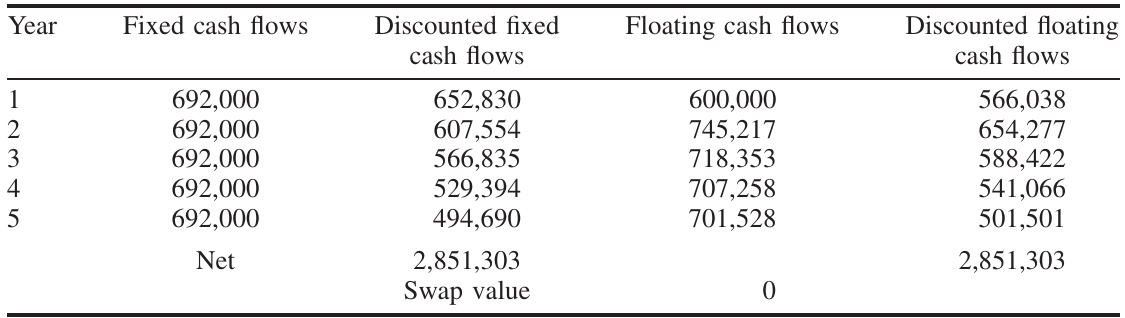 Year Fixed cash flows Discounted fixed cash flows Floating cash flows Discounted floating cash flows
1 692,000 652,830 600,000 566,038
2 692,000 607,554 745,217 654,277
3 692,000 566,835 718,353 588,422
4 692,000 529,394 707,258 541,066
5 692,000 494,690 701,528 501,501
Net 2,851,303 2,851,303
Swap value 0